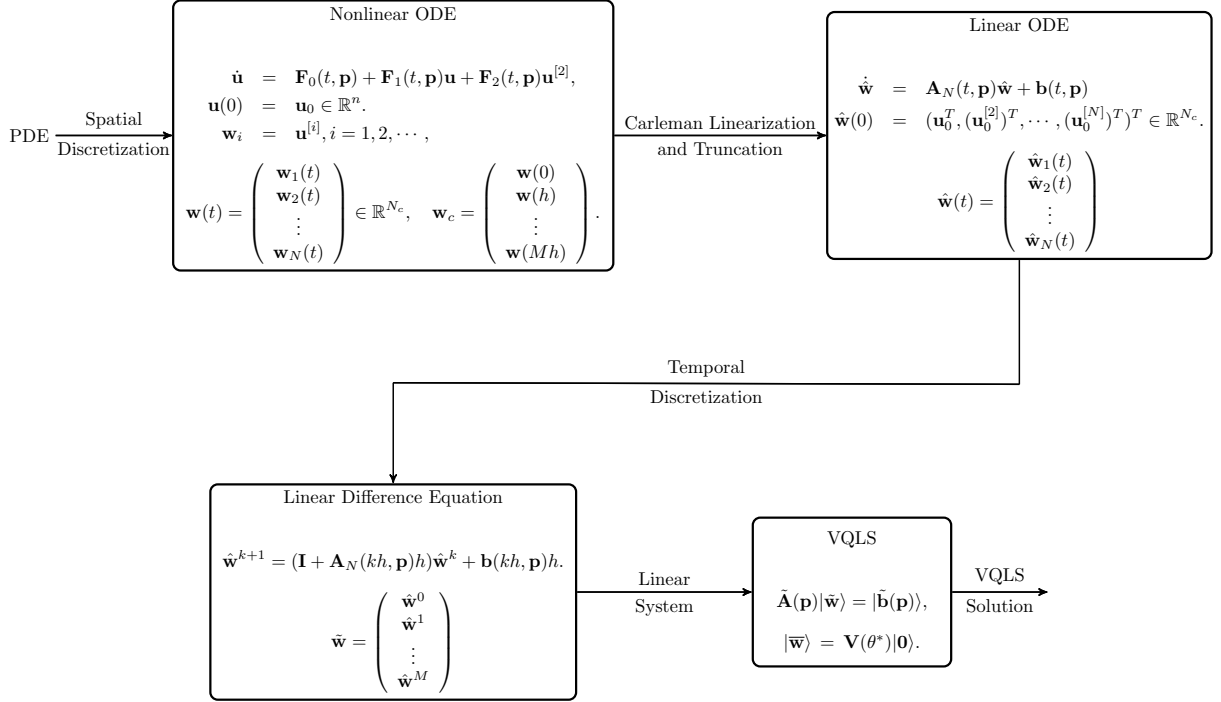 PDE
Spatial
Discretization
Nonlinear ODE
u̇ = F₀(t, p) + F₁(t, p)u + F₂(t, p)u^{[2]},
u(0) = u₀ ∈ ℝⁿ.
wᵢ = u^{[i]}, i = 1, 2, ⋯ ,
w(t) = ( w₁(t) w₂(t) ⋮ w_N(t) ) ∈ ℝ^{N_c}, w_c = ( w(0) w(h) ⋮ w(Mh) ) .
Carleman Linearization
and Truncation
Linear ODE
\dot{ŵ} = A_N(t, p)ŵ + b(t, p)
ŵ(0) = (u₀^T, (u₀^{[2]})^T, ⋯ , (u₀^{[N]})^T)^T ∈ ℝ^{N_c}.
ŵ(t) = ( ŵ₁(t) ŵ₂(t) ⋮ ŵ_N(t) )
Temporal
Discretization
Linear Difference Equation
ŵ^{k+1} = (I + A_N(kh, p)h)ŵ^k + b(kh, p)h.
w̃ = ( ŵ⁰ ŵ¹ ⋮ ŵ^M )
Linear
System
VQLS
Ã(p)|w̃⟩ = |b̃(p)⟩,
|w̅⟩ = V(θ*)|0⟩.
VQLS
Solution